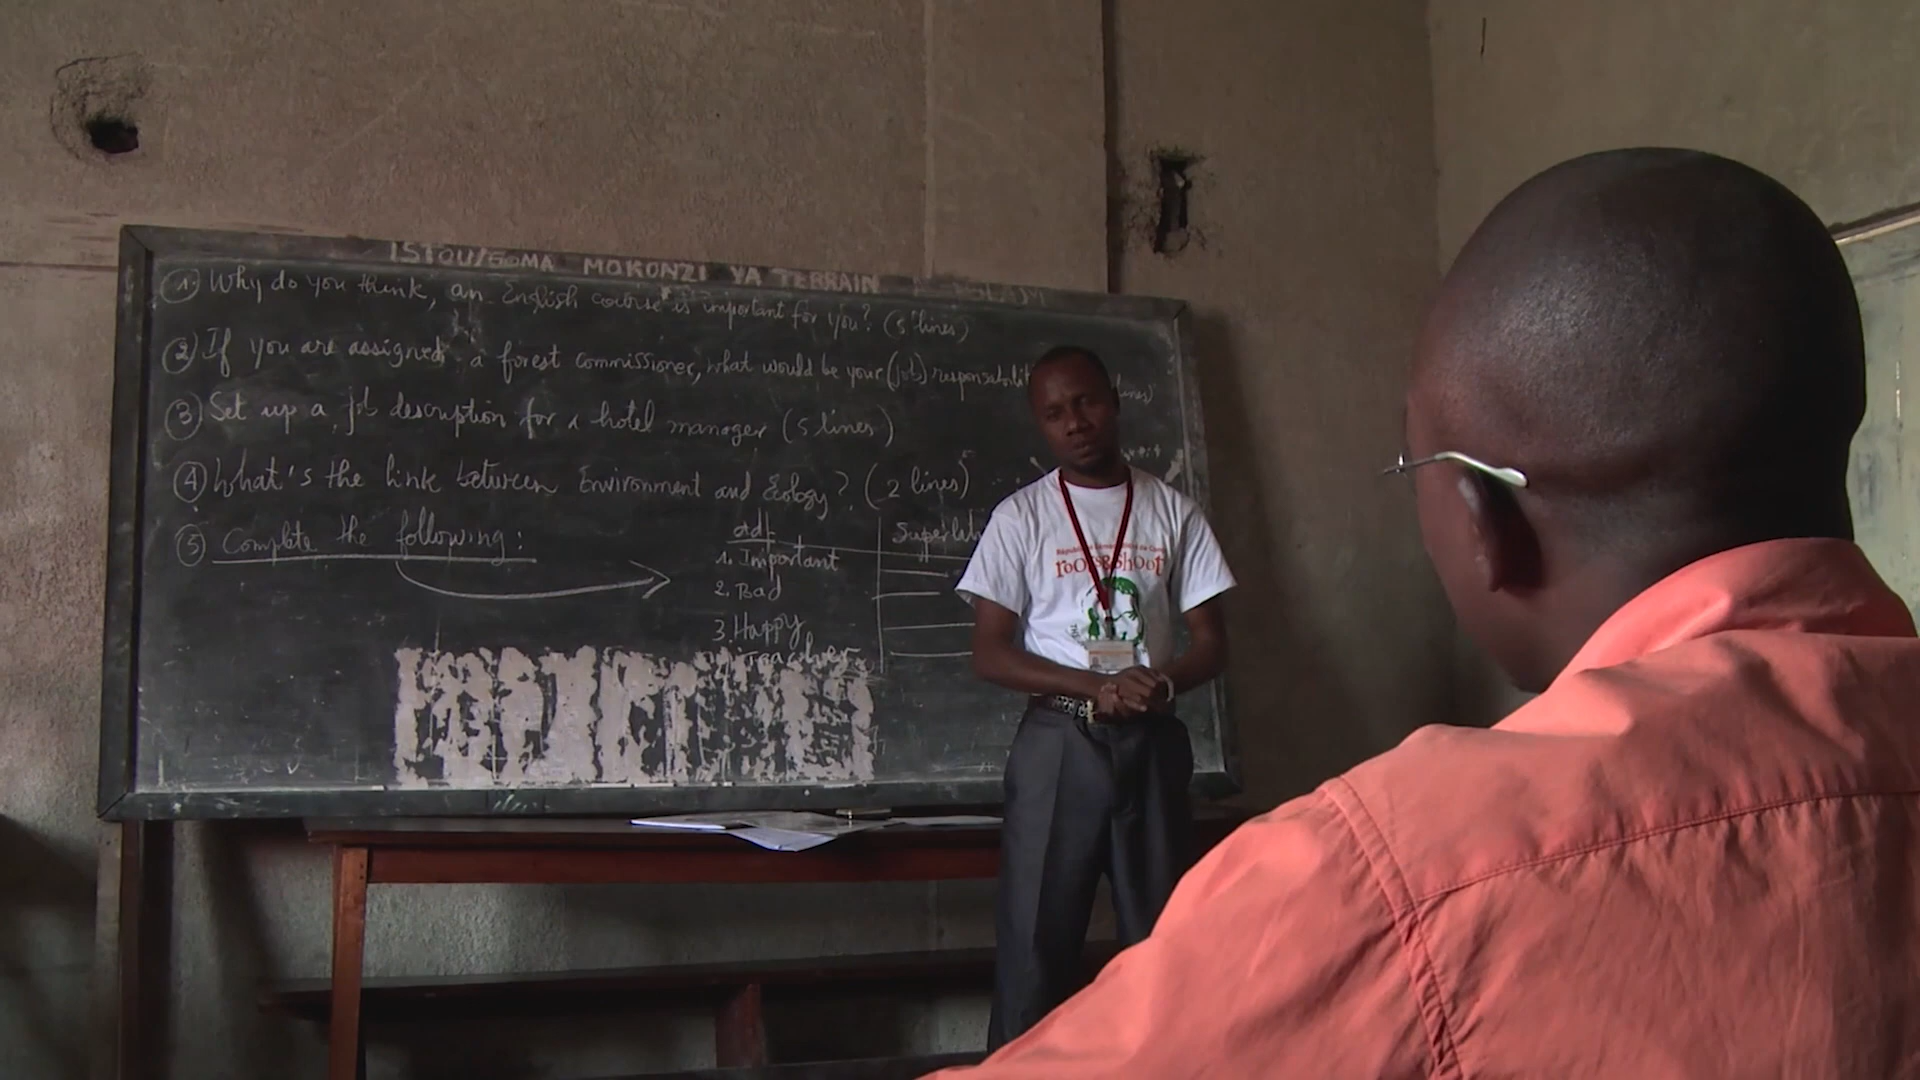 ISTOU/GOMA MOKONZI YA TERRAIN
1. Why do you think, an English course is important for you? (5 lines)
2 If you are assigned a forest commissioner, what would be your (job) lines)
3 Set up a job description for a hotel manager (5 lines)
4 What's the link between Environment and Ecology? (2 lines)
5 Complete the following:
adj
1. Important
2. Bad
3. Happy
Teacher
roots&shoot